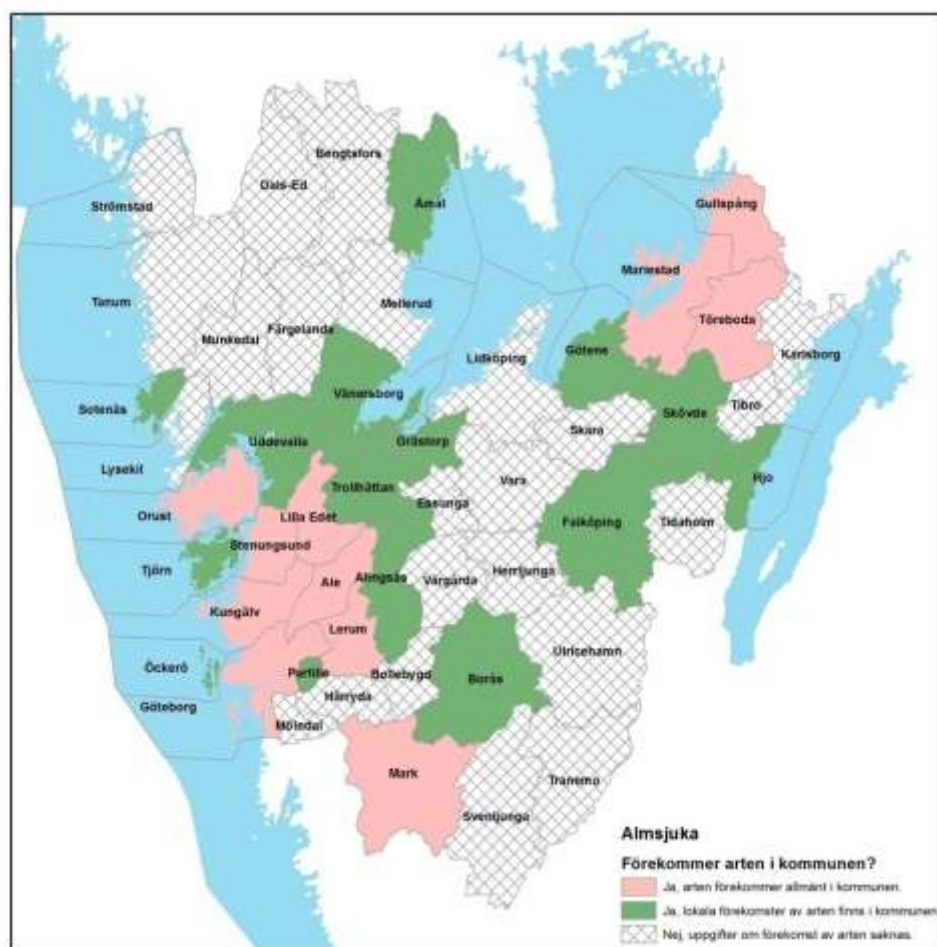 Bengtsfors
Dals-Ed
Åmål
Strömstad
Gullspång
Mariestad
Tanum
Mellerud
Töreboda
Färgelanda
Munkedal
Götene
Karlsborg
Lidköping
Vänersborg
Tibro
Sotenäs
Skövde
Uddevalla
Grästorp
Skara
Lysekil
Vara
Hjo
Trollhättan
Essunga
Orust
Lilla Edet
Falköping
Tidaholm
Stenungsund
Tjörn
Ale
Alingsås
Vårgårda
Herrljunga
Kungälv
Lerum
Ulricehamn
Öckerö
Partille
Bollebygd
Borås
Härryda
Göteborg
Mölndal
Mark
Tranemo
Svenljunga
Almsjuka
Förekommer arten i kommunen?
Ja, arten förekommer allmänt i kommunen.
Ja, lokala förekomster av arten finns i kommunen
Nej, uppgifter om förekomst av arten saknas.